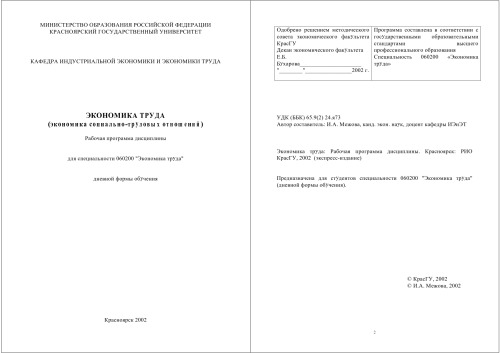 МИНИСТЕРСТВО ОБРАЗОВАНИЯ РОССИЙСКОЙ ФЕДЕРАЦИИ
КРАСНОЯРСКИЙ ГОСУДАРСТВЕННЫЙ УНИВЕРСИТЕТ
КАФЕДРА ИНДУСТРИАЛЬНОЙ ЭКОНОМИКИ И ЭКОНОМИКИ ТРУДА
ЭКОНОМИКА ТРУДА
(экономика социально-трудовых отношений)
Рабочая программа дисциплины
для специальности 060200 "Экономика труда"
дневной формы обучения
Красноярск 2002
Одобрено решением методического
совета экономического факультета
КрасГУ
Декан экономического факультета
Е.Б.
Бухарова
"________" ________________2002 г.
Программа составлена в соответствии с
государственными образовательными
стандартами высшего
профессионального образования
Специальность 060200 «Экономика
труда»
УДК (ББК) 65.9(2) 24.я73
Автор составитель: И.А. Межова, канд. экон. наук, доцент кафедры ИЭиЭТ
Экономика труда: Рабочая программа дисциплины. Красноярск: РИО
КрасГУ, 2002 (экспресс-издание)
Предназначена для студентов специальности 060200 "Экономика труда"
(дневной формы обучения).
© КрасГУ, 2002
© И.А. Межова, 2002
2